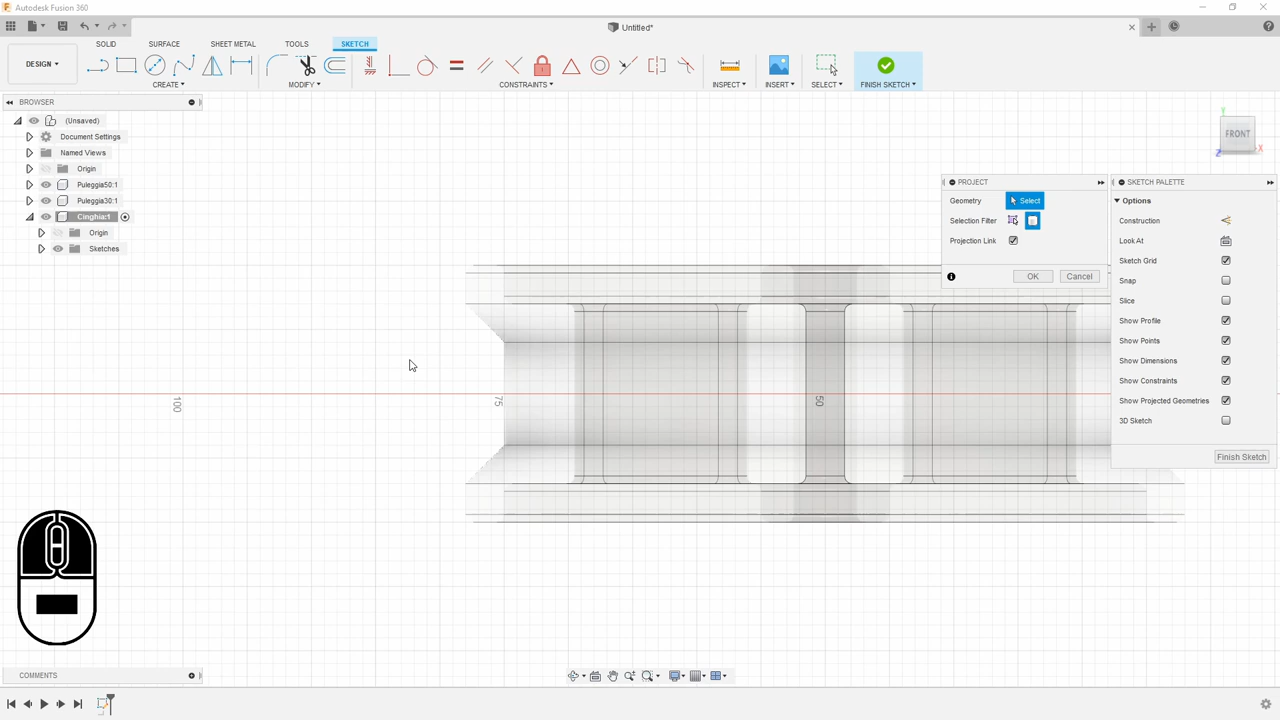 Autodesk Fusion 360
Untitled*
DESIGN
SOLID SURFACE SHEET METAL TOOLS SKETCH
CREATE MODIFY CONSTRAINTS INSPECT INSERT SELECT FINISH SKETCH
BROWSER
(Unsaved)
Document Settings
Named Views
Origin
Puleggia50:1
Puleggia30:1
Cinghia:1
Origin
Sketches
FRONT
Y
X
Z
PROJECT
Geometry Select
Selection Filter
Projection Link
OK Cancel
SKETCH PALETTE
Options
Construction
Look At
Sketch Grid
Snap
Slice
Show Profile
Show Points
Show Dimensions
Show Constraints
Show Projected Geometries
3D Sketch
Finish Sketch
100
75
50
COMMENTS